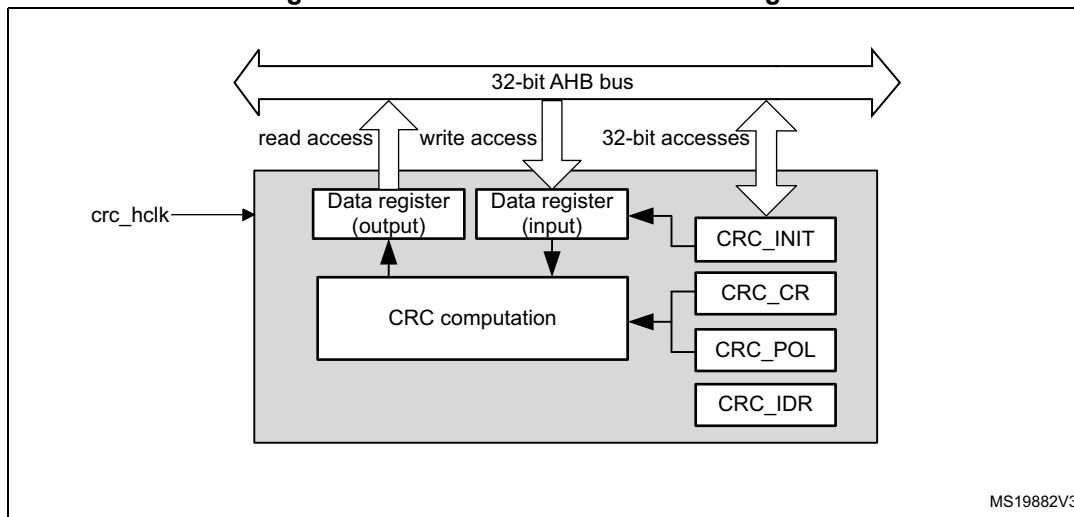 32-bit AHB bus
read access
write access
32-bit accesses
crc_hclk
Data register
(output)
Data register
(input)
CRC_INIT
CRC computation
CRC_CR
CRC_POL
CRC_IDR
MS19882V3